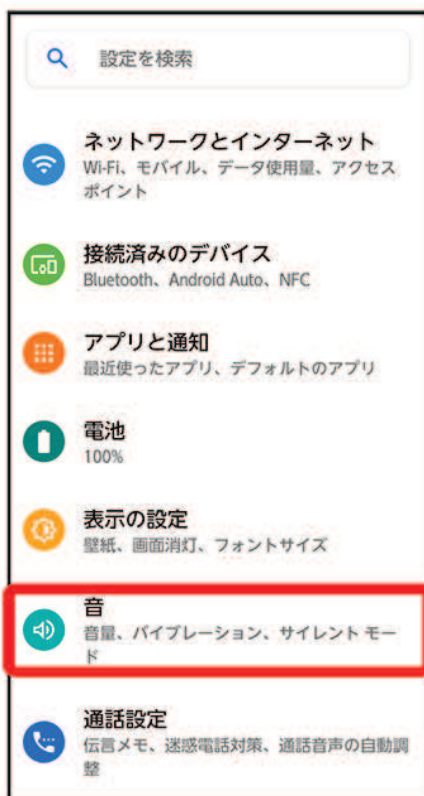 設定を検索
ネットワークとインターネット
Wi-Fi、モバイル、データ使用量、アクセス
ポイント
接続済みのデバイス
Bluetooth、Android Auto、NFC
アプリと通知
最近使ったアプリ、デフォルトのアプリ
電池
100%
表示の設定
壁紙、画面消灯、フォントサイズ
音
音量、バイブレーション、サイレント モー
ド
通話設定
伝言メモ、迷惑電話対策、通話音声の自動調
整